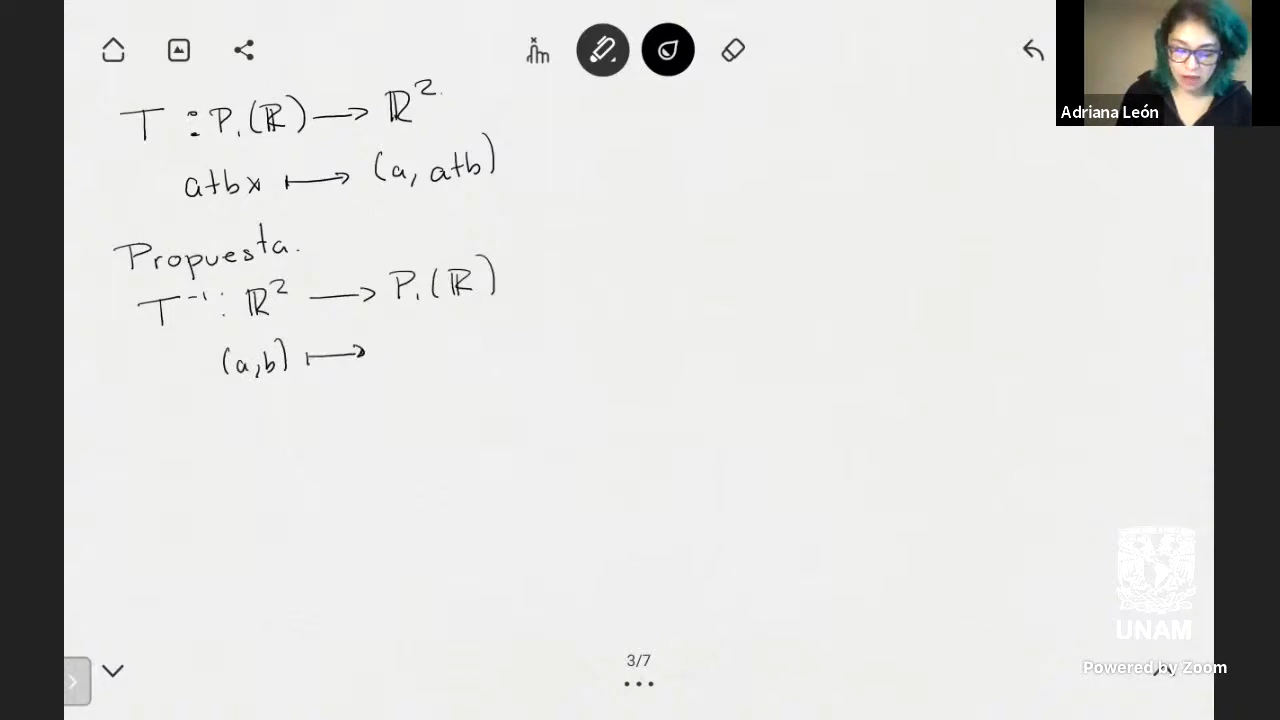 T : P₁(ℝ) ⟶ ℝ²
a+bx ⟼ (a, a+b)
Propuesta.
T⁻¹ : ℝ² ⟶ P₁(ℝ)
(a,b) ⟼
Adriana León
3/7
UNAM
Powered by Zoom